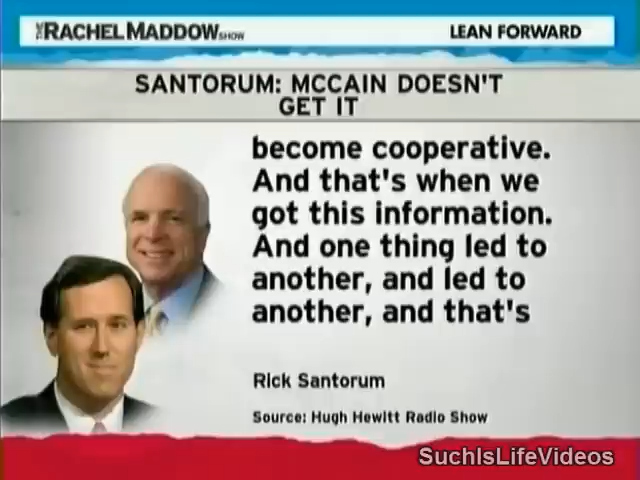 THE RACHEL MADDOW SHOW
LEAN FORWARD
SANTORUM: MCCAIN DOESN'T
GET IT
become cooperative.
And that's when we
got this information.
And one thing led to
another, and led to
another, and that's
Rick Santorum
Source: Hugh Hewitt Radio Show
SuchIsLifeVideos